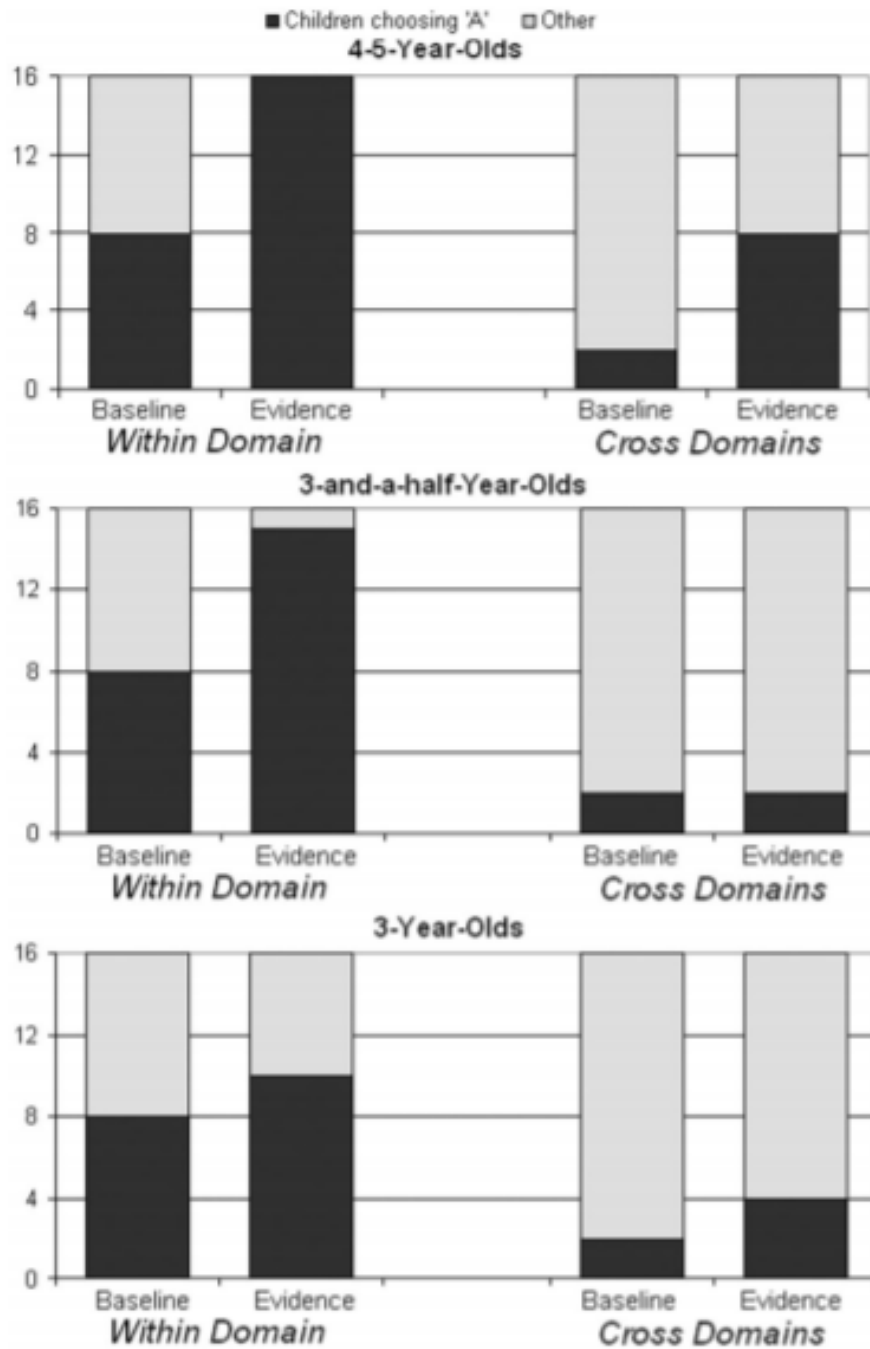 Children choosing 'A' Other
4-5-Year-Olds
16
12
8
4
0
Baseline Evidence Baseline Evidence
Within Domain Cross Domains
3-and-a-half-Year-Olds
16
12
8
4
0
Baseline Evidence Baseline Evidence
Within Domain Cross Domains
3-Year-Olds
16
12
8
4
0
Baseline Evidence Baseline Evidence
Within Domain Cross Domains